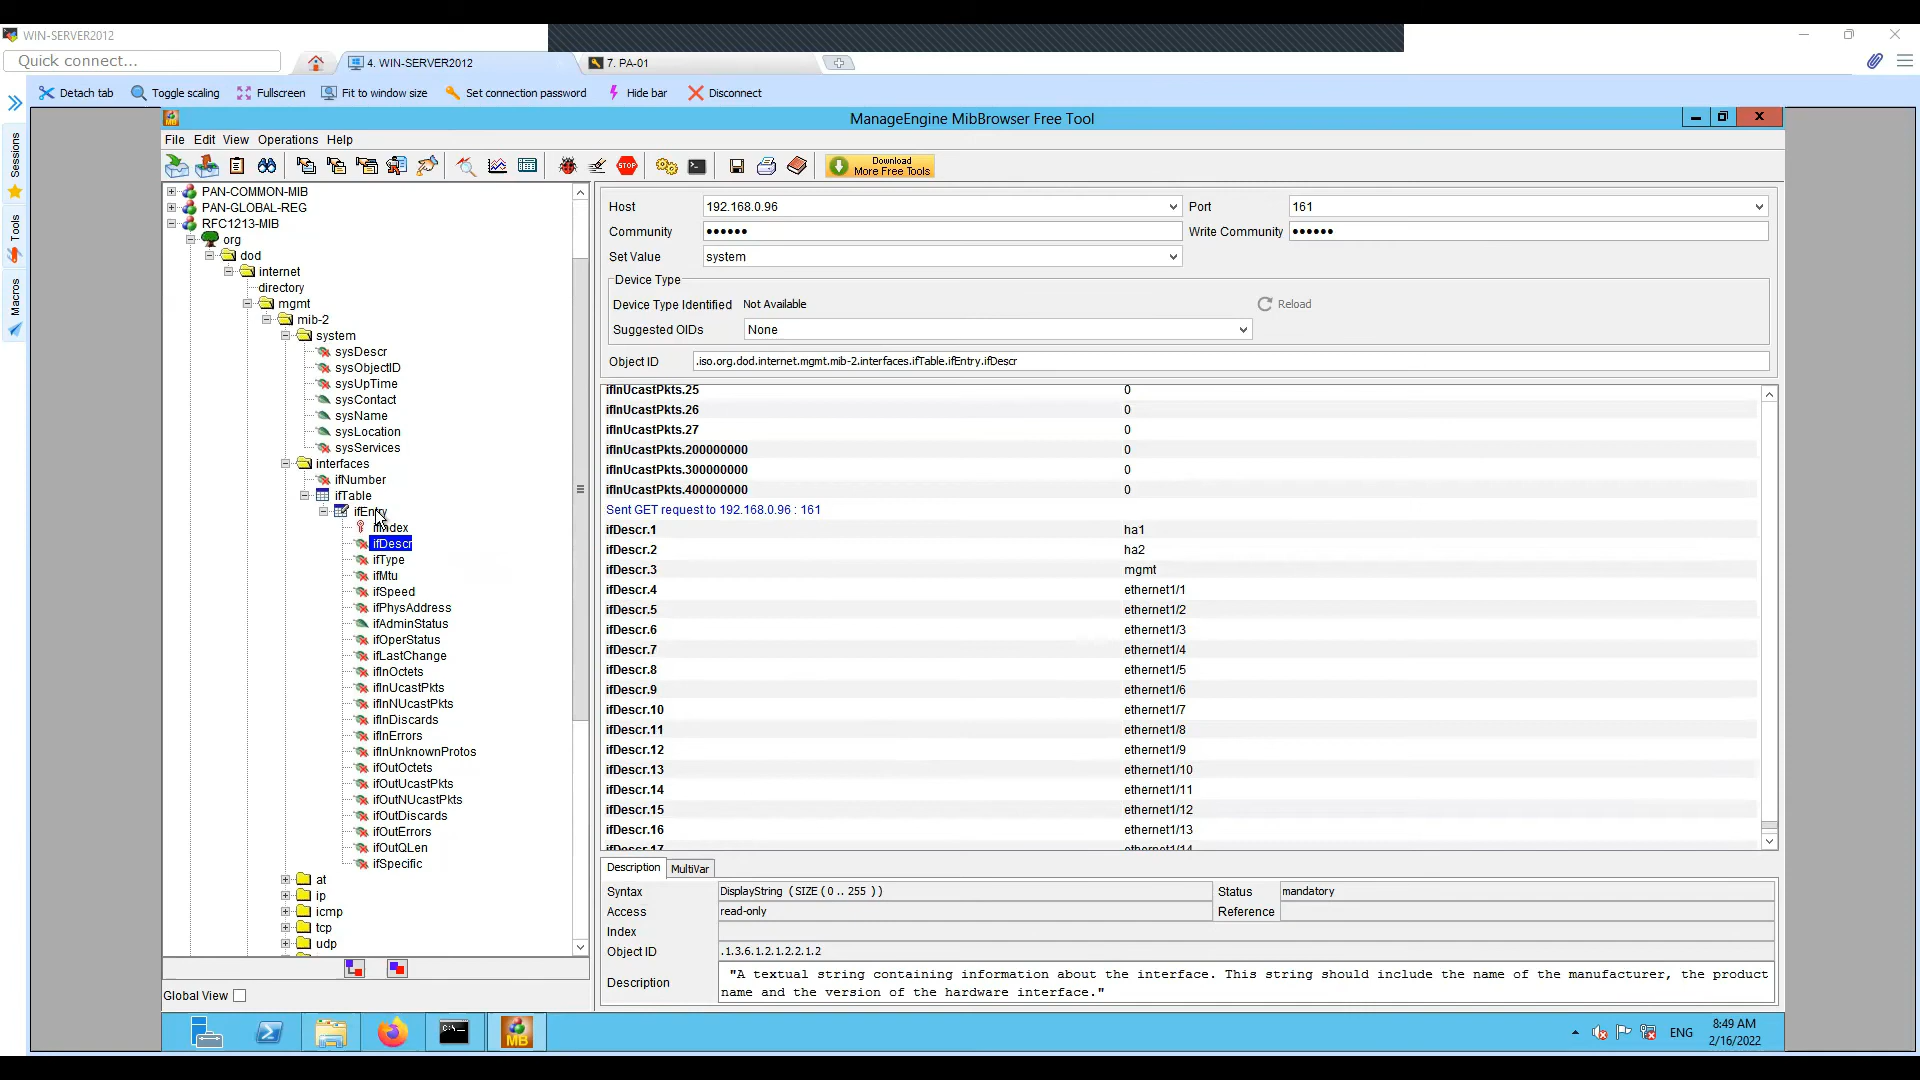 WIN-SERVER2012
Quick connect...
4. WIN-SERVER2012
7. PA-01
Detach tab
Toggle scaling
Fullscreen
Fit to window size
Set connection password
Hide bar
Disconnect
Sessions
Tools
Macros
ManageEngine MibBrowser Free Tool
File Edit View Operations Help
STOP
Download
More Free Tools
PAN-COMMON-MIB
PAN-GLOBAL-REG
RFC1213-MIB
org
dod
internet
directory
mgmt
mib-2
system
sysDescr
sysObjectID
sysUpTime
sysContact
sysName
sysLocation
sysServices
interfaces
ifNumber
ifTable
ifEntry
ifIndex
ifDescr
ifType
ifMtu
ifSpeed
ifPhysAddress
ifAdminStatus
ifOperStatus
ifLastChange
ifInOctets
ifInUcastPkts
ifInNUcastPkts
ifInDiscards
ifInErrors
ifInUnknownProtos
ifOutOctets
ifOutUcastPkts
ifOutNUcastPkts
ifOutDiscards
ifOutErrors
ifOutQLen
ifSpecific
at
ip
icmp
tcp
udp
Global View
Host 192.168.0.96 Port 161
Community •••••• Write Community ••••••
Set Value system
Device Type
Device Type Identified Not Available Reload
Suggested OIDs None
Object ID .iso.org.dod.internet.mgmt.mib-2.interfaces.ifTable.ifEntry.ifDescr
ifInUcastPkts.25 0
ifInUcastPkts.26 0
ifInUcastPkts.27 0
ifInUcastPkts.200000000 0
ifInUcastPkts.300000000 0
ifInUcastPkts.400000000 0
Sent GET request to 192.168.0.96 : 161
ifDescr.1 ha1
ifDescr.2 ha2
ifDescr.3 mgmt
ifDescr.4 ethernet1/1
ifDescr.5 ethernet1/2
ifDescr.6 ethernet1/3
ifDescr.7 ethernet1/4
ifDescr.8 ethernet1/5
ifDescr.9 ethernet1/6
ifDescr.10 ethernet1/7
ifDescr.11 ethernet1/8
ifDescr.12 ethernet1/9
ifDescr.13 ethernet1/10
ifDescr.14 ethernet1/11
ifDescr.15 ethernet1/12
ifDescr.16 ethernet1/13
ifDescr.17 ethernet1/14
Description MultiVar
Syntax DisplayString (SIZE ( 0 .. 255 )) Status mandatory
Access read-only Reference
Index
Object ID .1.3.6.1.2.1.2.2.1.2
Description "A textual string containing information about the interface. This string should include the name of the manufacturer, the product
name and the version of the hardware interface."
MB
ENG
8:49 AM
2/16/2022